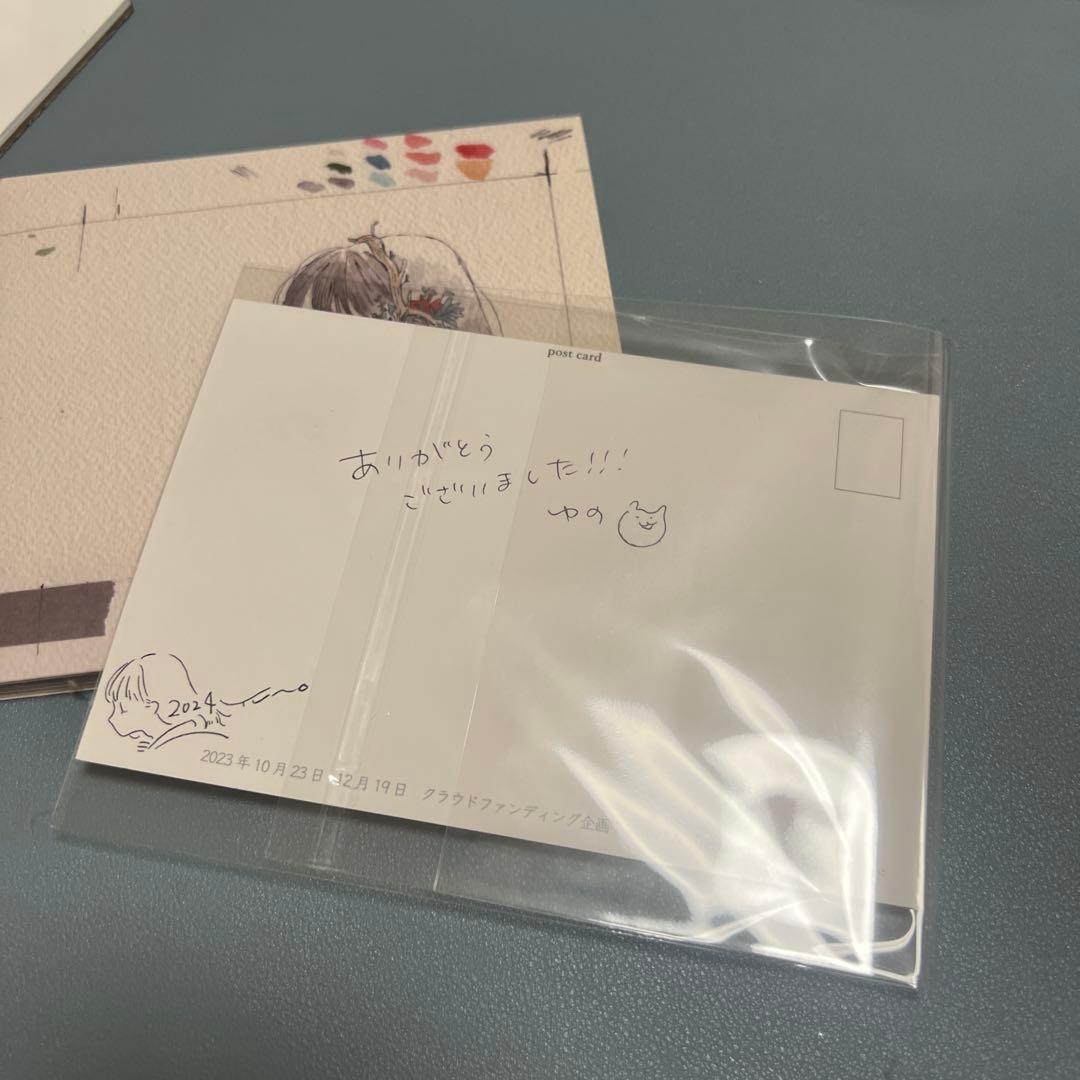 post card
ありがとう
ございました!!!
ゆの
2024
2023年10月23日 12月19日 クラウドファンディング企画